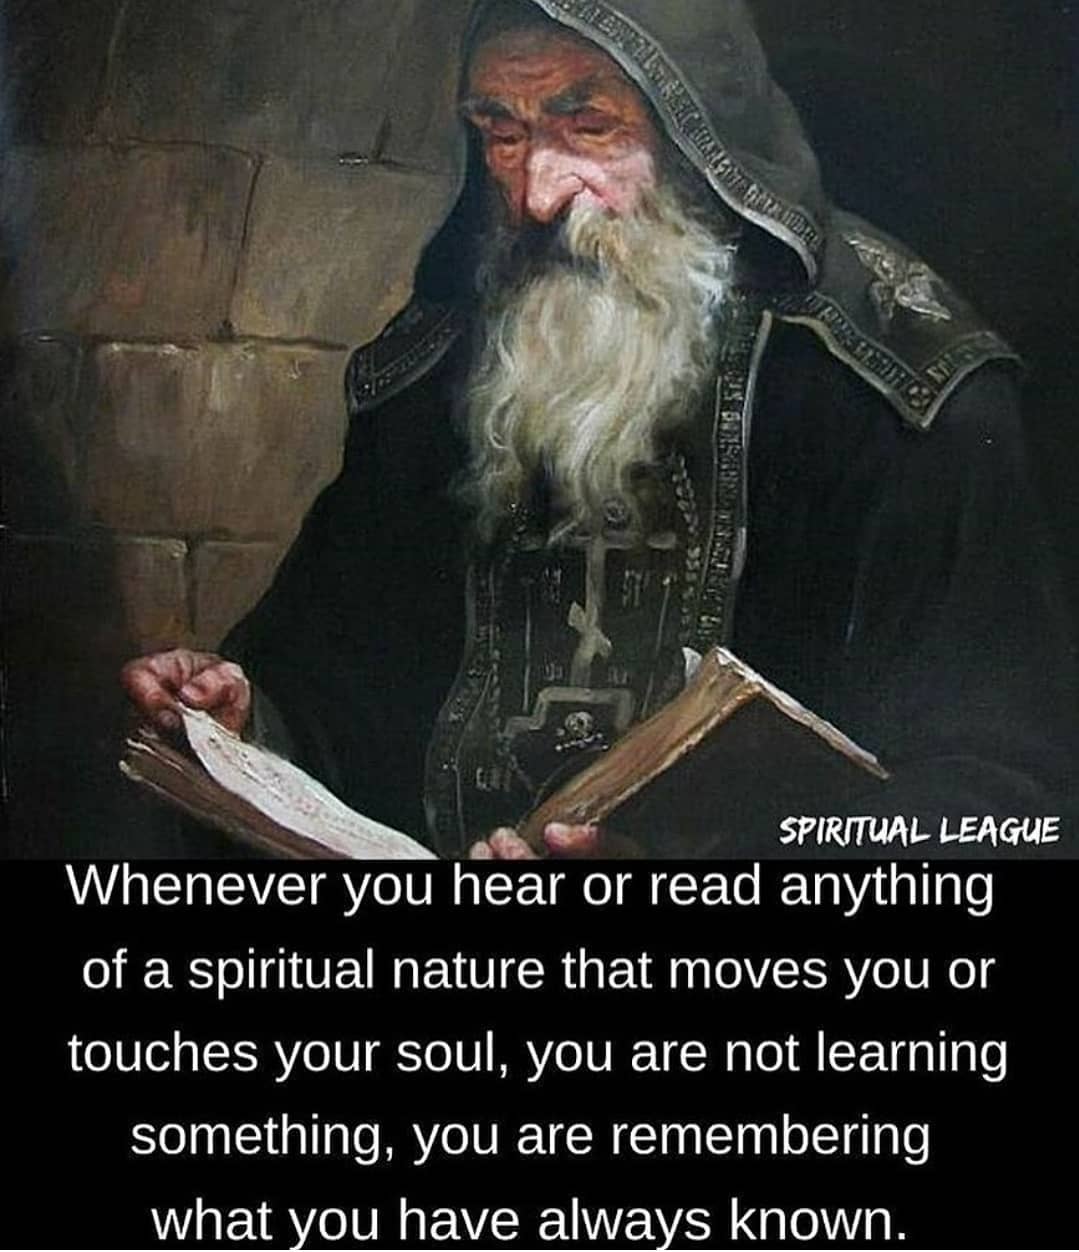 SPIRITUAL LEAGUE
Whenever you hear or read anything
of a spiritual nature that moves you or
touches your soul, you are not learning
something, you are remembering
what you have always known.